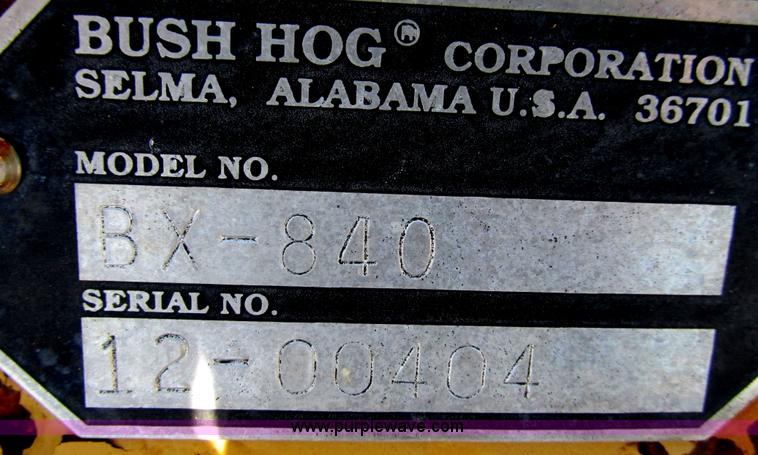 BUSH HOG® CORPORATION
SELMA, ALABAMA U.S.A. 36701
MODEL NO.
BX-840
SERIAL NO.
12-00404
www.purplewave.com